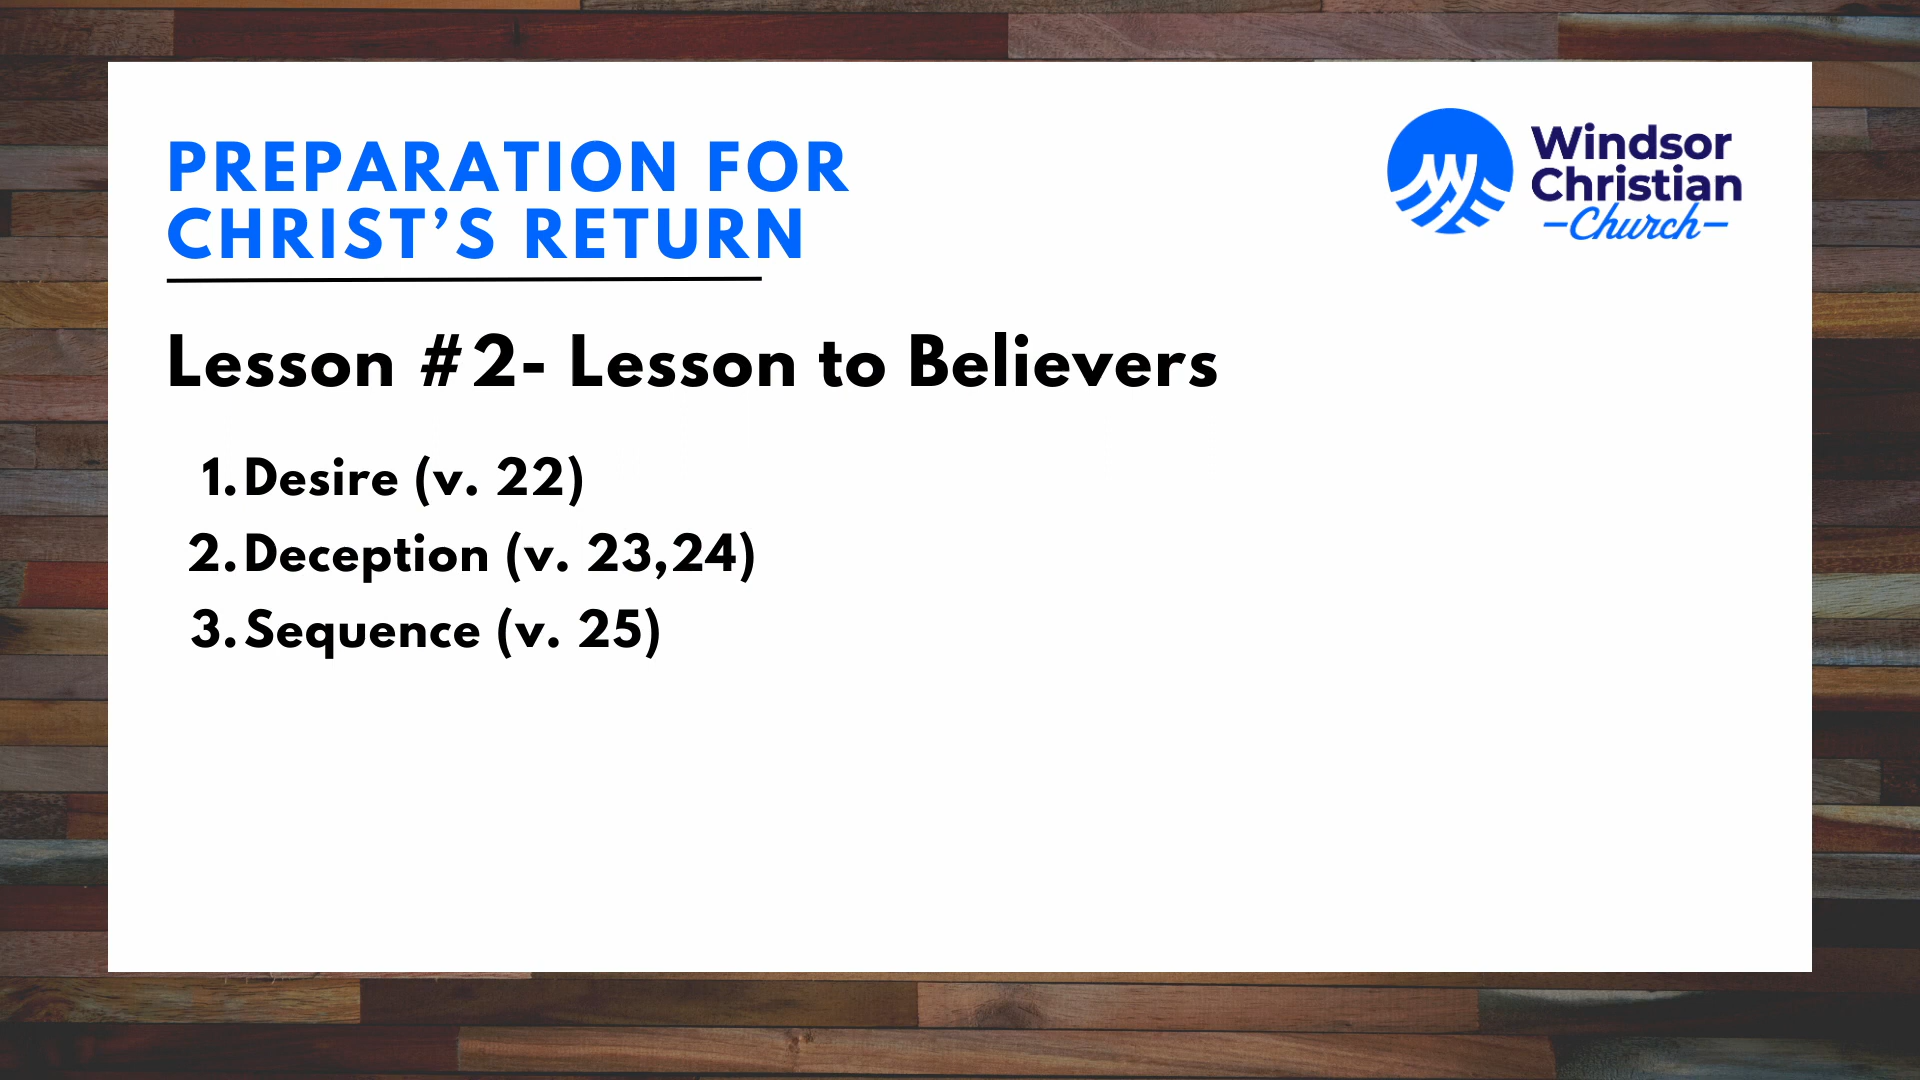 PREPARATION FOR
CHRIST’S RETURN
Windsor
Christian
-Church-
Lesson #2- Lesson to Believers
1. Desire (v. 22)
2. Deception (v. 23,24)
3. Sequence (v. 25)